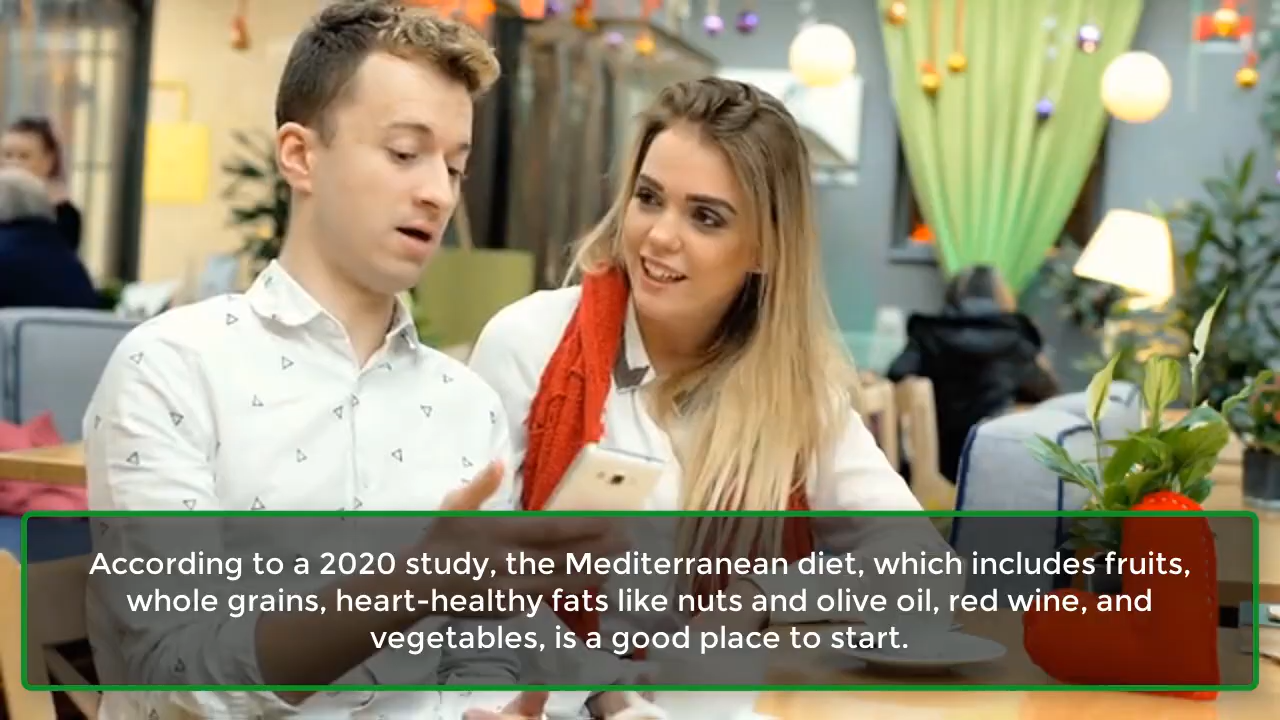 According to a 2020 study, the Mediterranean diet, which includes fruits,
whole grains, heart-healthy fats like nuts and olive oil, red wine, and
vegetables, is a good place to start.